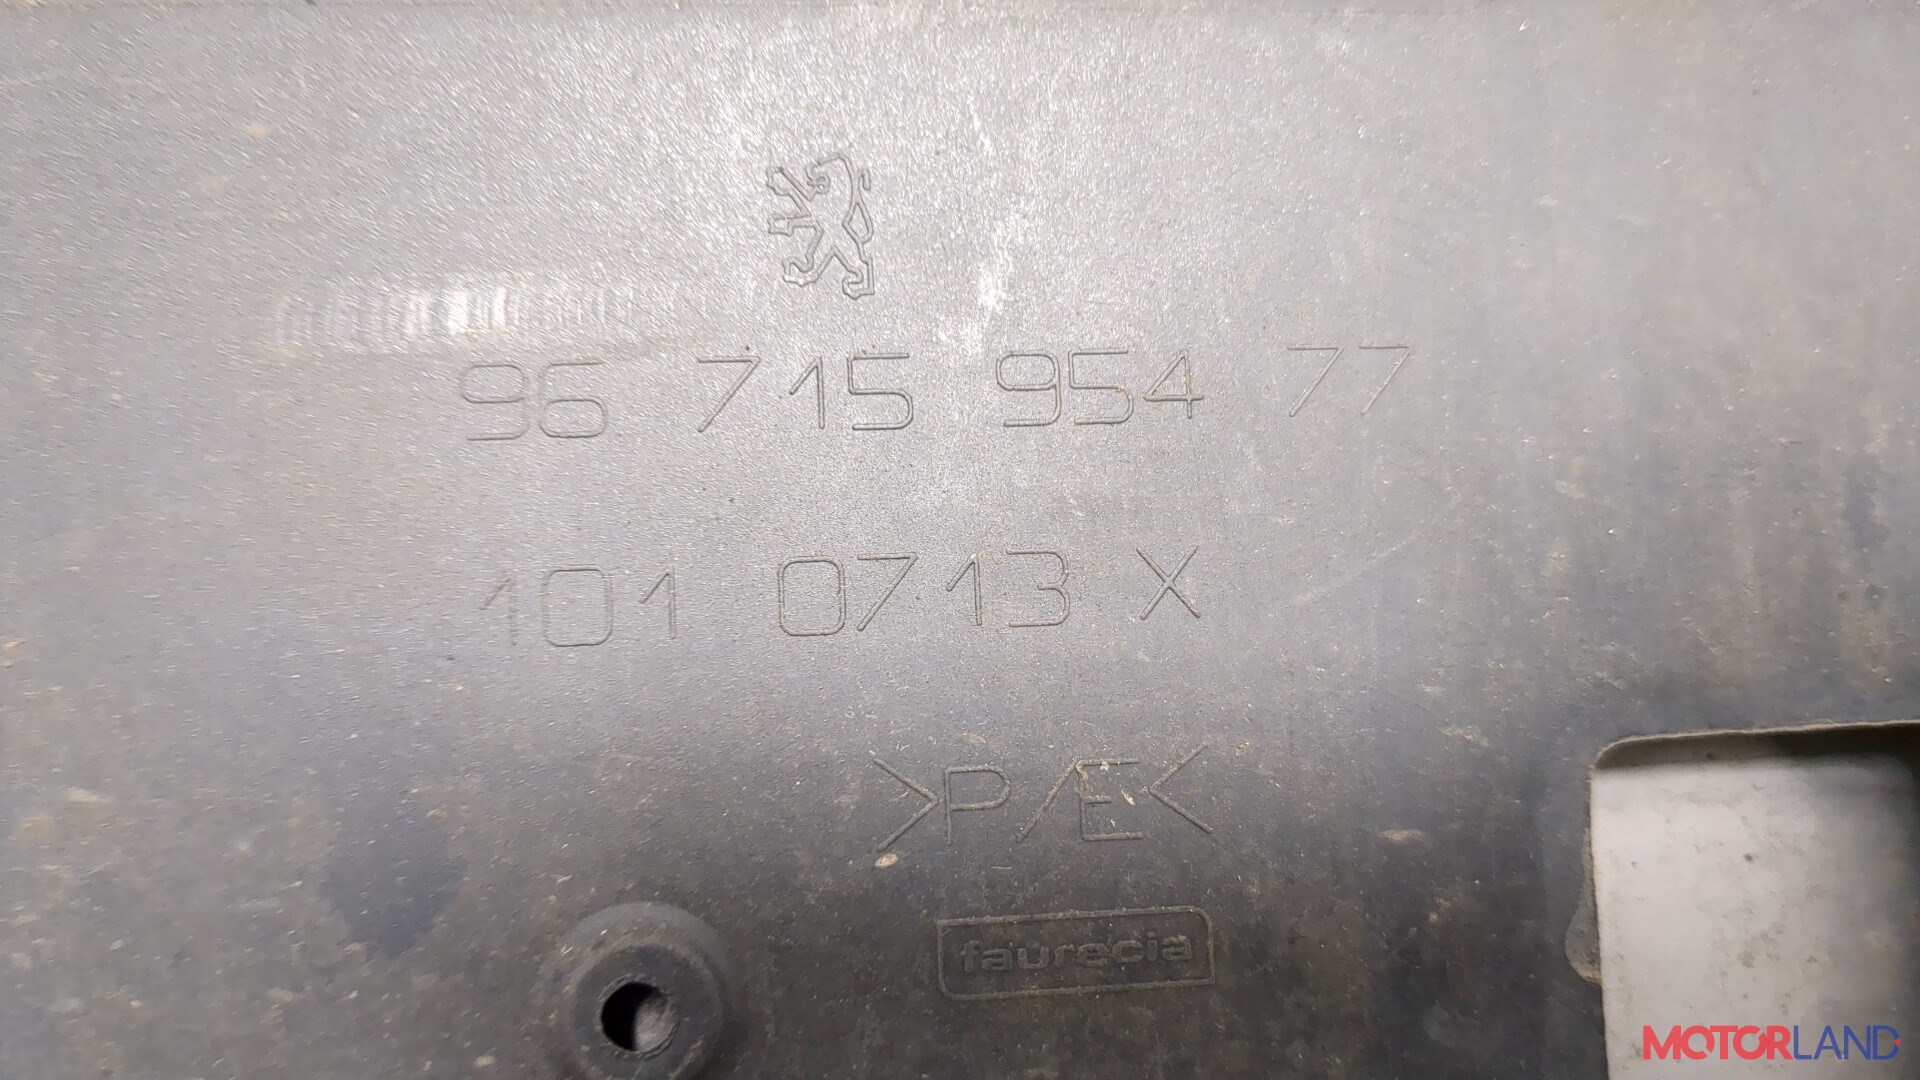 96 715 954 77
101 0713 X
>P/E<
faurecia
MOTORLAND